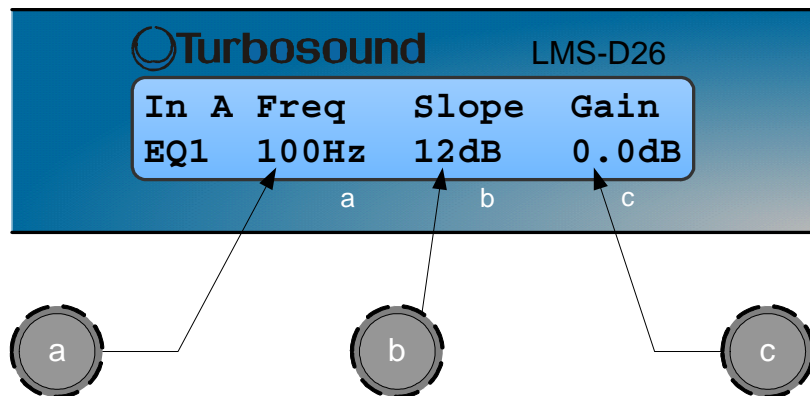 Turbosound LMS-D26
In A Freq Slope Gain
EQ1 100Hz 12dB 0.0dB
a b c
a b c